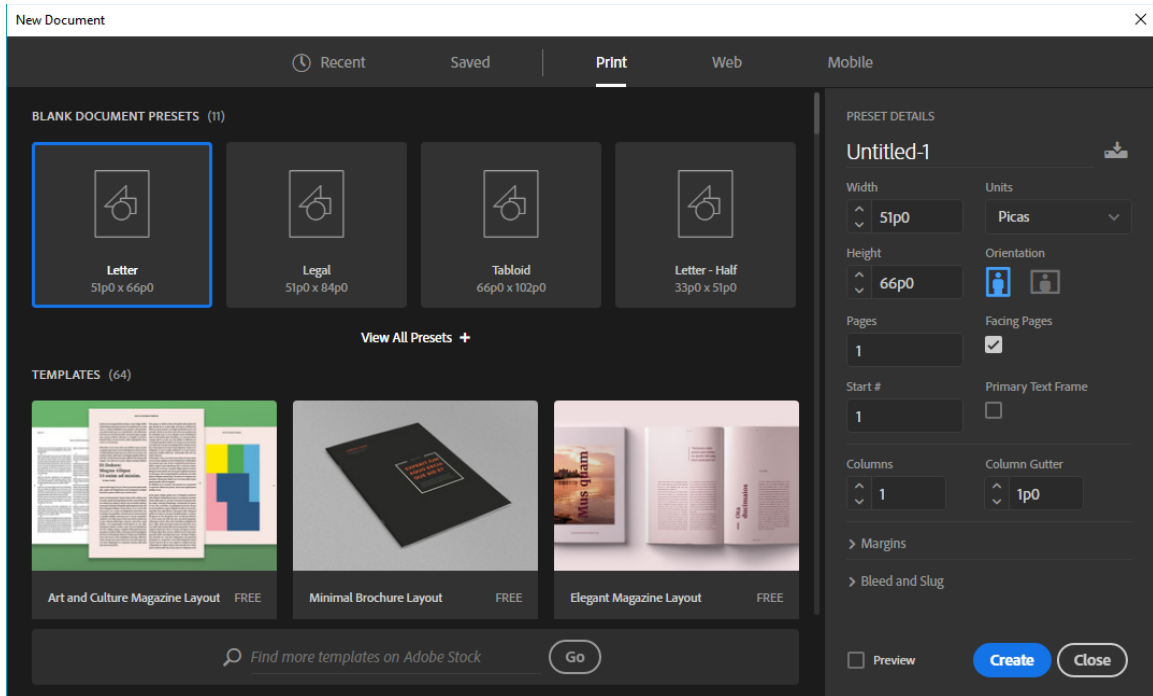 New Document
Recent
Saved
Print
Web
Mobile
BLANK DOCUMENT PRESETS (11)
Letter
51p0 x 66p0
Legal
51p0 x 84p0
Tabloid
66p0 x 102p0
Letter - Half
33p0 x 51p0
View All Presets +
TEMPLATES (64)
Mus quam
Art and Culture Magazine Layout FREE
Minimal Brochure Layout FREE
Elegant Magazine Layout FREE
Find more templates on Adobe Stock
Go
PRESET DETAILS
Untitled-1
Width
Units
51p0
Picas
Height
Orientation
66p0
Pages
Facing Pages
1
Start #
Primary Text Frame
1
Columns
Column Gutter
1
1p0
Margins
Bleed and Slug
Preview
Create
Close